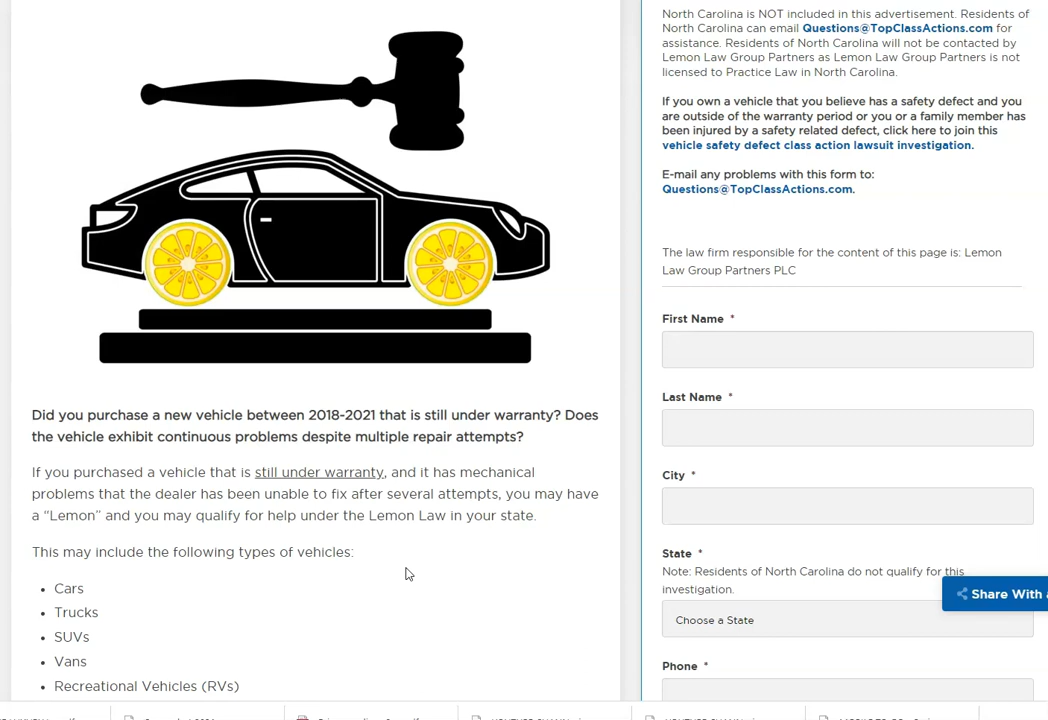 North Carolina is NOT included in this advertisement. Residents of
North Carolina can email Questions@TopClassActions.com for
assistance. Residents of North Carolina will not be contacted by
Lemon Law Group Partners as Lemon Law Group Partners is not
licensed to Practice Law in North Carolina.
If you own a vehicle that you believe has a safety defect and you
are outside of the warranty period or you or a family member has
been injured by a safety related defect, click here to join this
vehicle safety defect class action lawsuit investigation.
E-mail any problems with this form to:
Questions@TopClassActions.com.
The law firm responsible for the content of this page is: Lemon
Law Group Partners PLC
First Name *
Last Name *
City *
State *
Note: Residents of North Carolina do not qualify for this
investigation.
Choose a State
Share With
Phone *
Did you purchase a new vehicle between 2018-2021 that is still under warranty? Does
the vehicle exhibit continuous problems despite multiple repair attempts?
If you purchased a vehicle that is still under warranty, and it has mechanical
problems that the dealer has been unable to fix after several attempts, you may have
a “Lemon” and you may qualify for help under the Lemon Law in your state.
This may include the following types of vehicles:
• Cars
• Trucks
• SUVs
• Vans
• Recreational Vehicles (RVs)